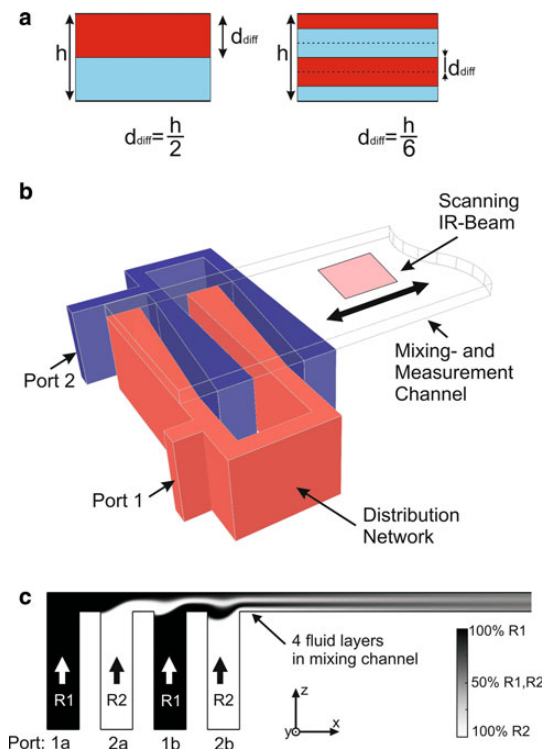 a
h
d_diff
h
d_diff
d_diff = h/2
d_diff = h/6
b
Scanning
IR-Beam
Port 2
Mixing- and
Measurement
Channel
Port 1
Distribution
Network
c
4 fluid layers
in mixing channel
100% R1
50% R1,R2
100% R2
R1
R2
R1
R2
z
y
x
Port: 1a 2a 1b 2b